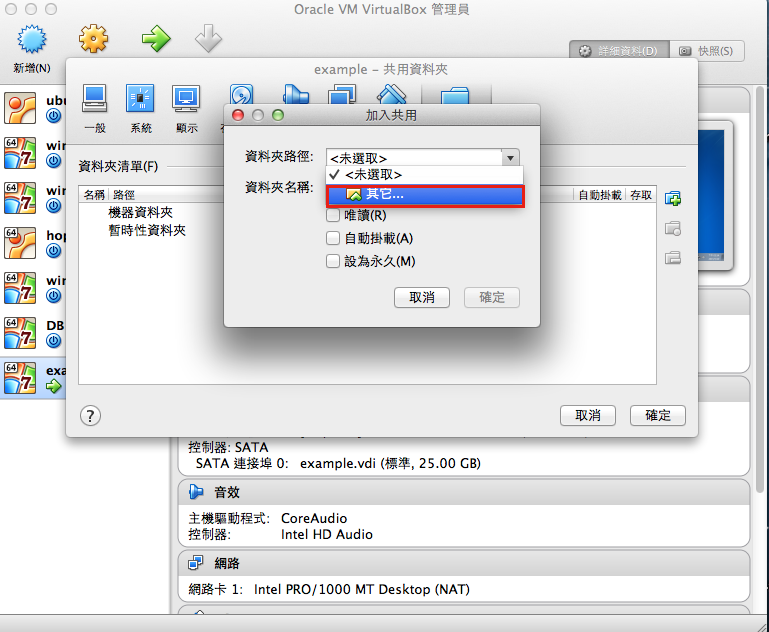 Oracle VM VirtualBox 管理員
新增(N)
詳細資料(D)
快照(S)
example – 共用資料夾
一般
系統
顯示
加入共用
資料夾路徑:
<未選取>
✓ <未選取>
其它...
資料夾名稱:
唯讀(R)
自動掛載(A)
設為永久(M)
取消
確定
資料夾清單(F)
名稱
路徑
自動掛載
存取
機器資料夾
暫時性資料夾
64
64
64
64
64
64
DB
?
取消
確定
控制器: SATA
SATA 連接埠 0: example.vdi (標準, 25.00 GB)
音效
主機驅動程式: CoreAudio
控制器: Intel HD Audio
網路
網路卡 1: Intel PRO/1000 MT Desktop (NAT)